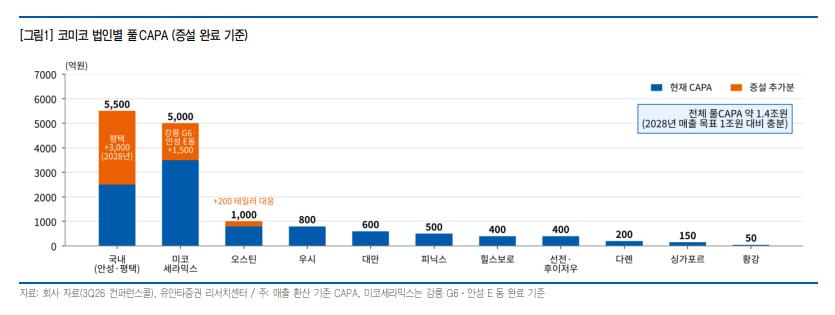 [그림1] 코미코 법인별 풀CAPA (증설 완료 기준)
(억원)
7000
6000
5000
4000
3000
2000
1000
0
현재 CAPA
증설 추가분
전체 풀CAPA 약 1.4조원
(2028년 매출 목표 1조원 대비 충분)
5,500
평택
+3,000
(2028년)
5,000
강릉 G6·
안성 E동
+1,500
+200 테일러 대응
1,000
800
600
500
400
400
200
150
50
국내
(안성·평택)
미코
세라믹스
오스틴
우시
대만
피닉스
힐스보로
선전·
후이저우
다롄
싱가포르
황강
자료: 회사 자료(3Q26 컨퍼런스콜), 유안타증권 리서치센터 / 주: 매출 환산 기준 CAPA, 미코세라믹스는 강릉 G6 · 안성 E 동 완료 기준